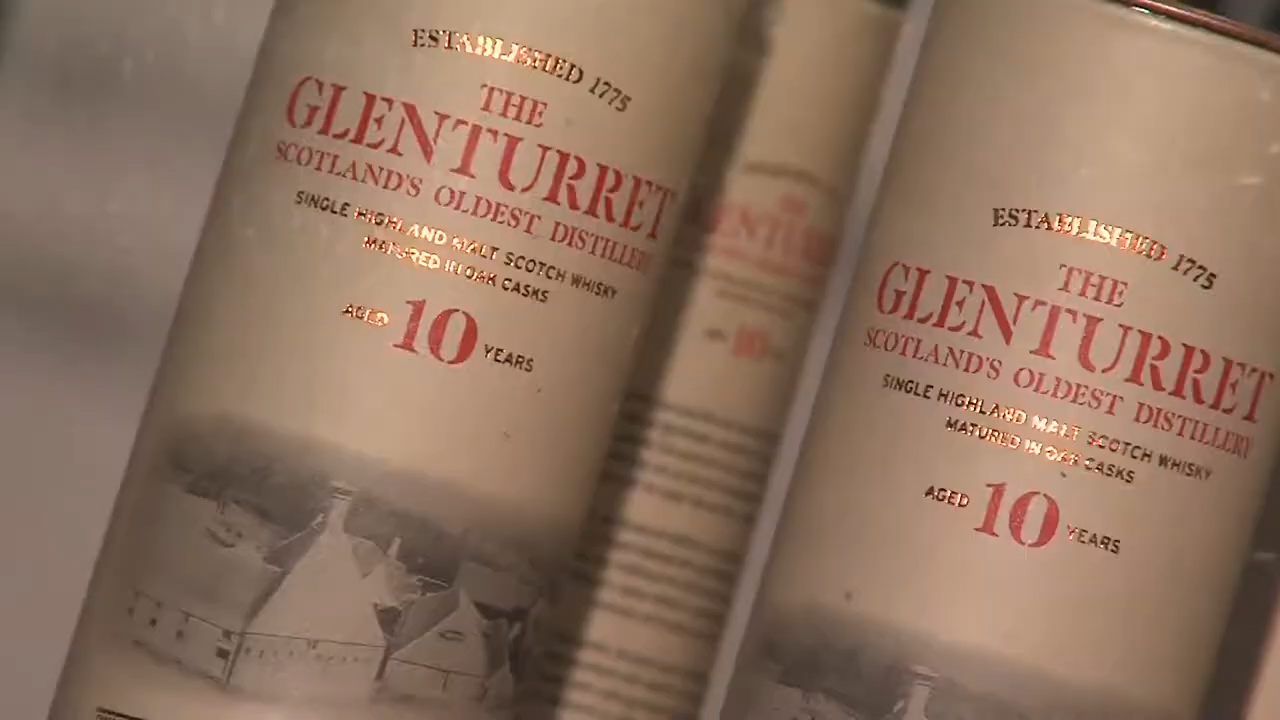 ESTABLISHED 1775
THE
GLENTURRET
SCOTLAND'S OLDEST DISTILLERY
SINGLE HIGHLAND MALT SCOTCH WHISKY
MATURED IN OAK CASKS
AGED 10 YEARS
10
ESTABLISHED 1775
THE
GLENTURRET
SCOTLAND'S OLDEST DISTILLERY
SINGLE HIGHLAND MALT SCOTCH WHISKY
MATURED IN OAK CASKS
AGED 10 YEARS